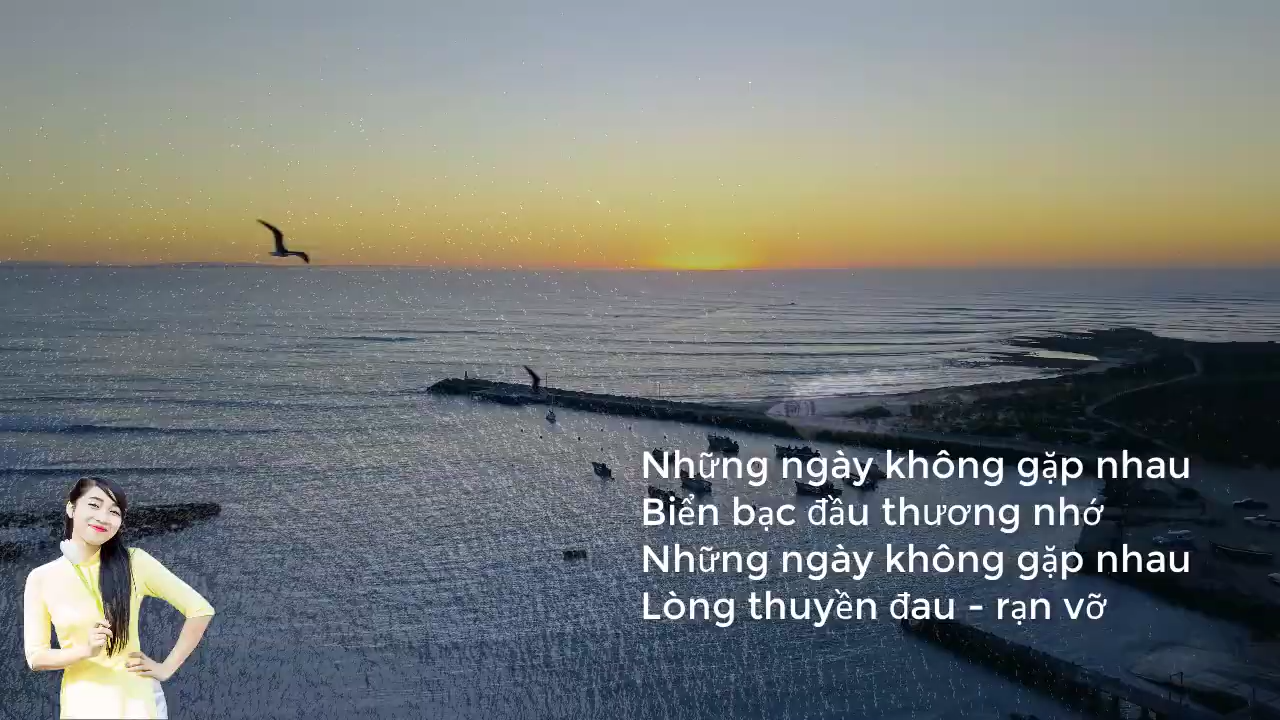 Những ngày không gặp nhau
Biển bạc đầu thương nhớ
Những ngày không gặp nhau
Lòng thuyền đau - rạn vỡ